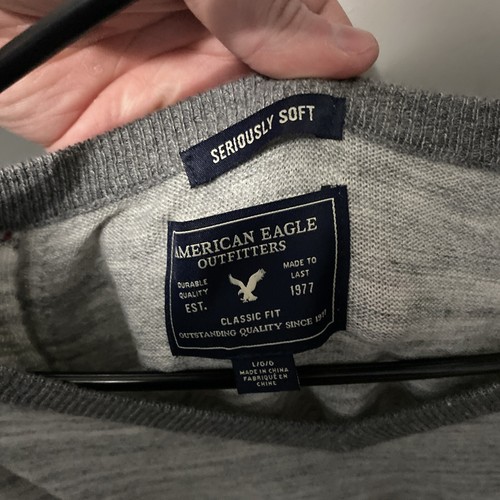 SERIOUSLY SOFT
AMERICAN EAGLE
OUTFITTERS
DURABLE QUALITY
MADE TO LAST
EST. 1977
CLASSIC FIT
OUTSTANDING QUALITY SINCE 1977
L/G/G
MADE IN CHINA
FABRIQUÉ EN
CHINE